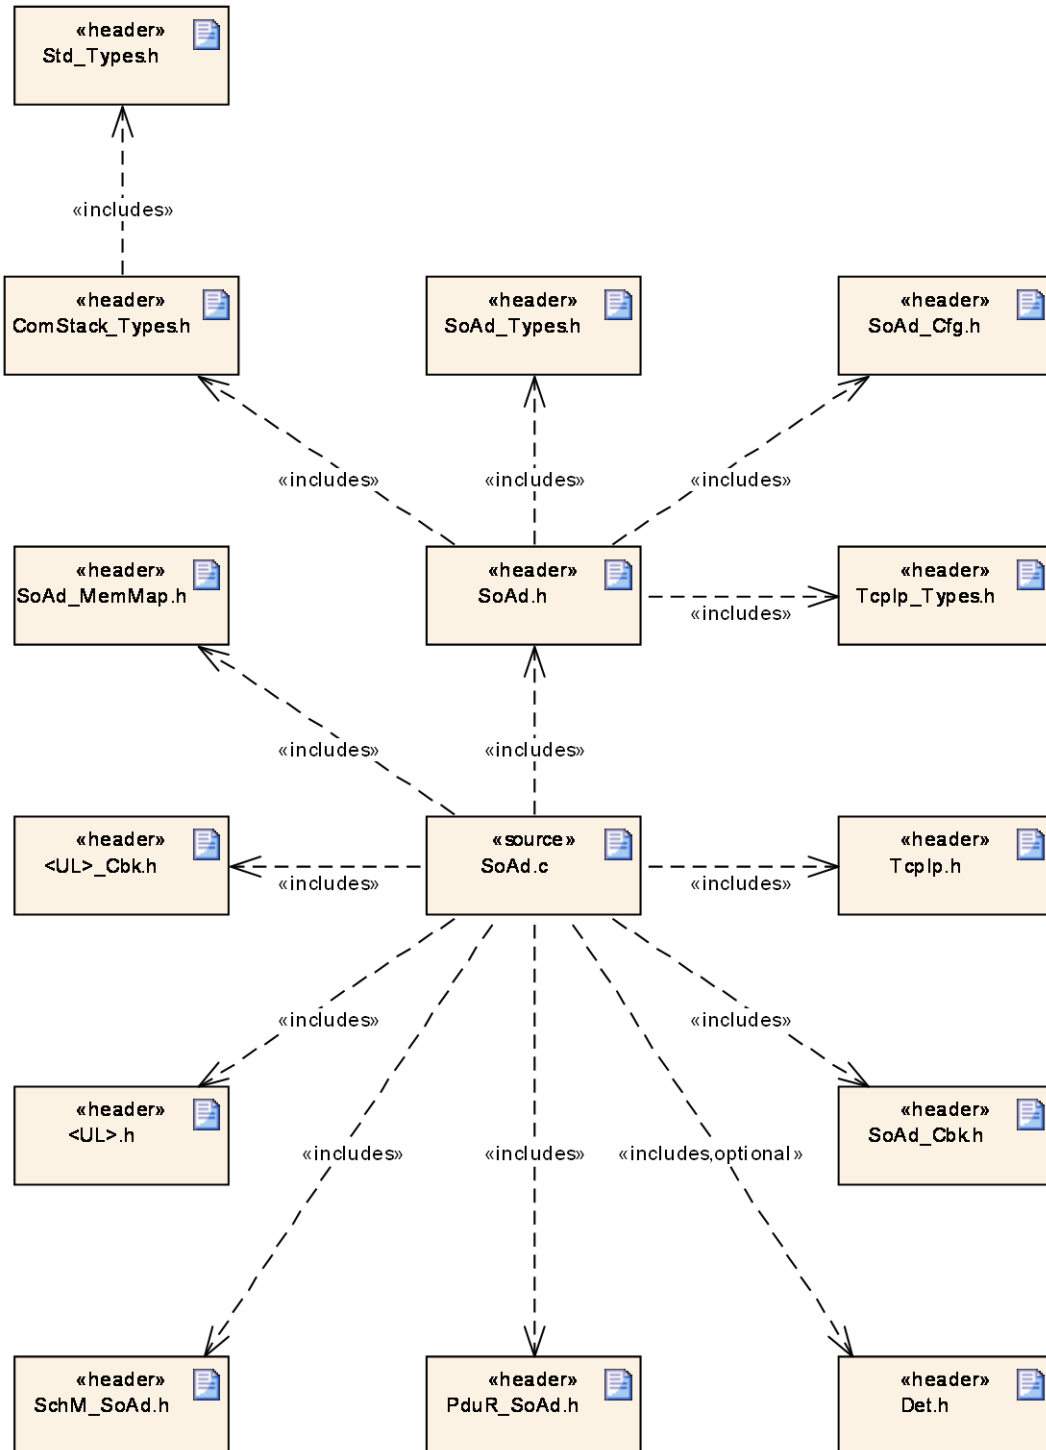 «header»
Std_Types.h
«includes»
«header»
ComStack_Types.h
«header»
SoAd_Types.h
«header»
SoAd_Cfg.h
«includes»
«includes»
«includes»
«header»
SoAd_MemMap.h
«header»
SoAd.h
«header»
TcpIp_Types.h
«includes»
«includes»
«includes»
«header»
<UL>_Cbk.h
«source»
SoAd.c
«header»
TcpIp.h
«includes»
«includes»
«includes»
«includes»
«header»
<UL>.h
«header»
SoAd_Cbk.h
«includes»
«includes»
«includes,optional»
«header»
SchM_SoAd.h
«header»
PduR_SoAd.h
«header»
Det.h